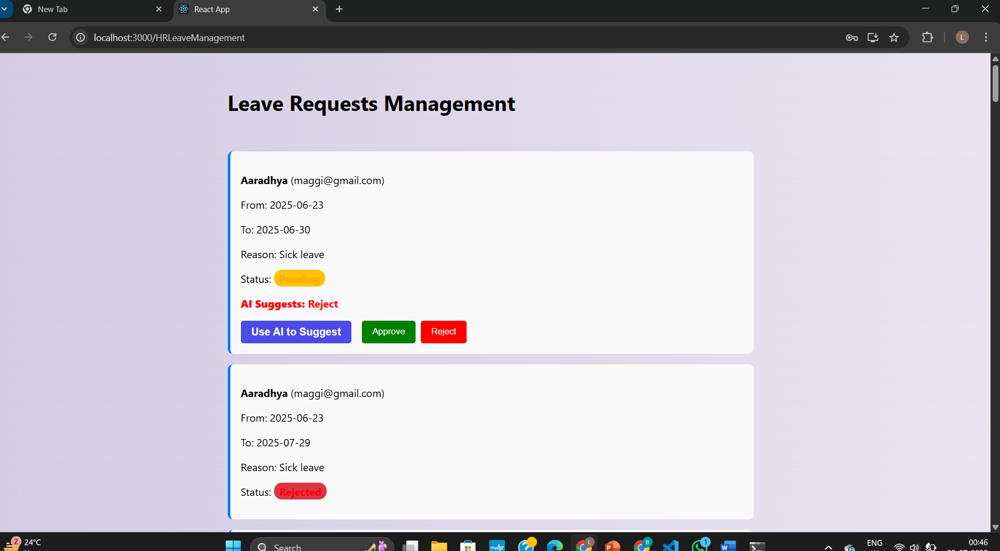 New Tab
React App
localhost:3000/HRLeaveManagement
L
Leave Requests Management
Aaradhya (maggi@gmail.com)
From: 2025-06-23
To: 2025-06-30
Reason: Sick leave
Status: Pending
AI Suggests: Reject
Use AI to Suggest
Approve
Reject
Aaradhya (maggi@gmail.com)
From: 2025-06-23
To: 2025-07-29
Reason: Sick leave
Status: Rejected
2
24°C
Search
myhp
L
P
B
1
W
ENG
00:46